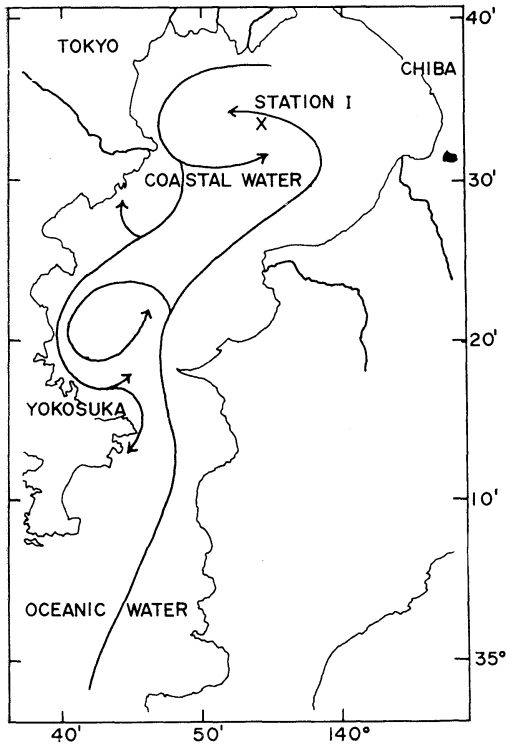 40'
TOKYO
CHIBA
STATION I
X
COASTAL WATER
30'
20'
YOKOSUKA
10'
OCEANIC WATER
35°
40' 50' 140°